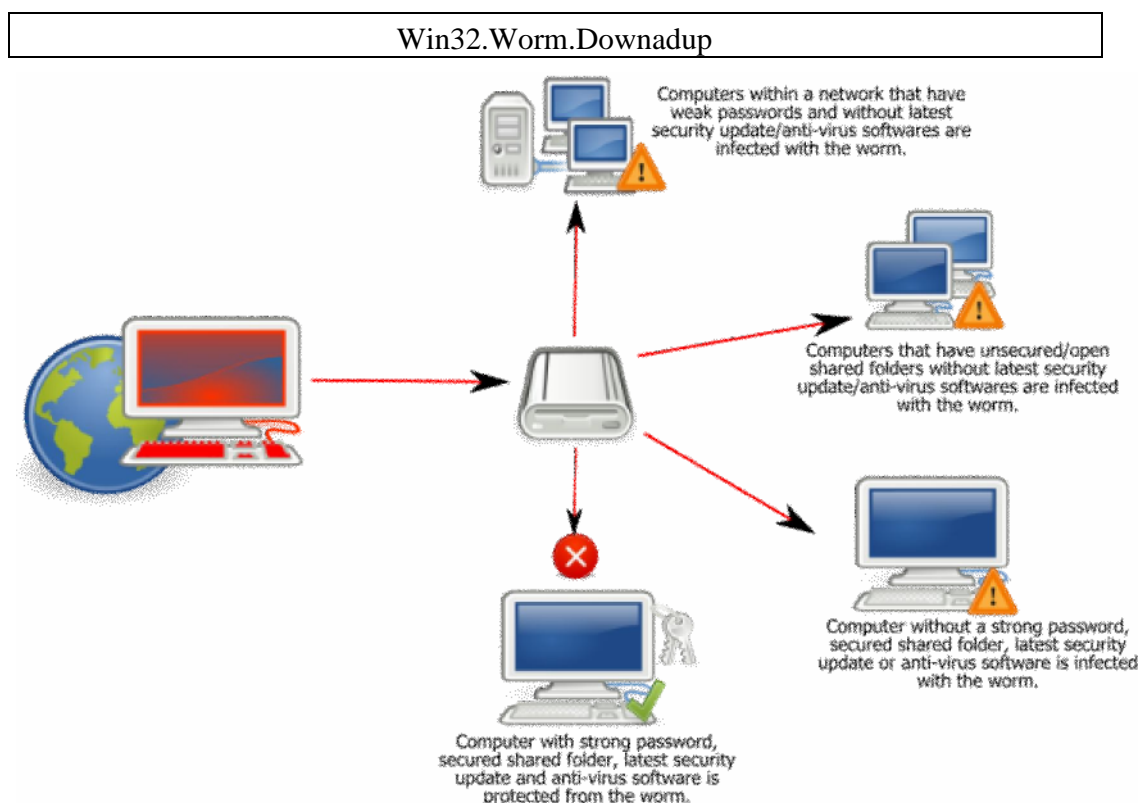 Win32.Worm.Downadup
Computers within a network that have
weak passwords and without latest
security update/anti-virus softwares are
infected with the worm.
Computers that have unsecured/open
shared folders without latest security
update/anti-virus softwares are infected
with the worm.
Computer without a strong password,
secured shared folder, latest security
update or anti-virus software is infected
with the worm.
Computer with strong password,
secured shared folder, latest security
update and anti-virus software is
protected from the worm.